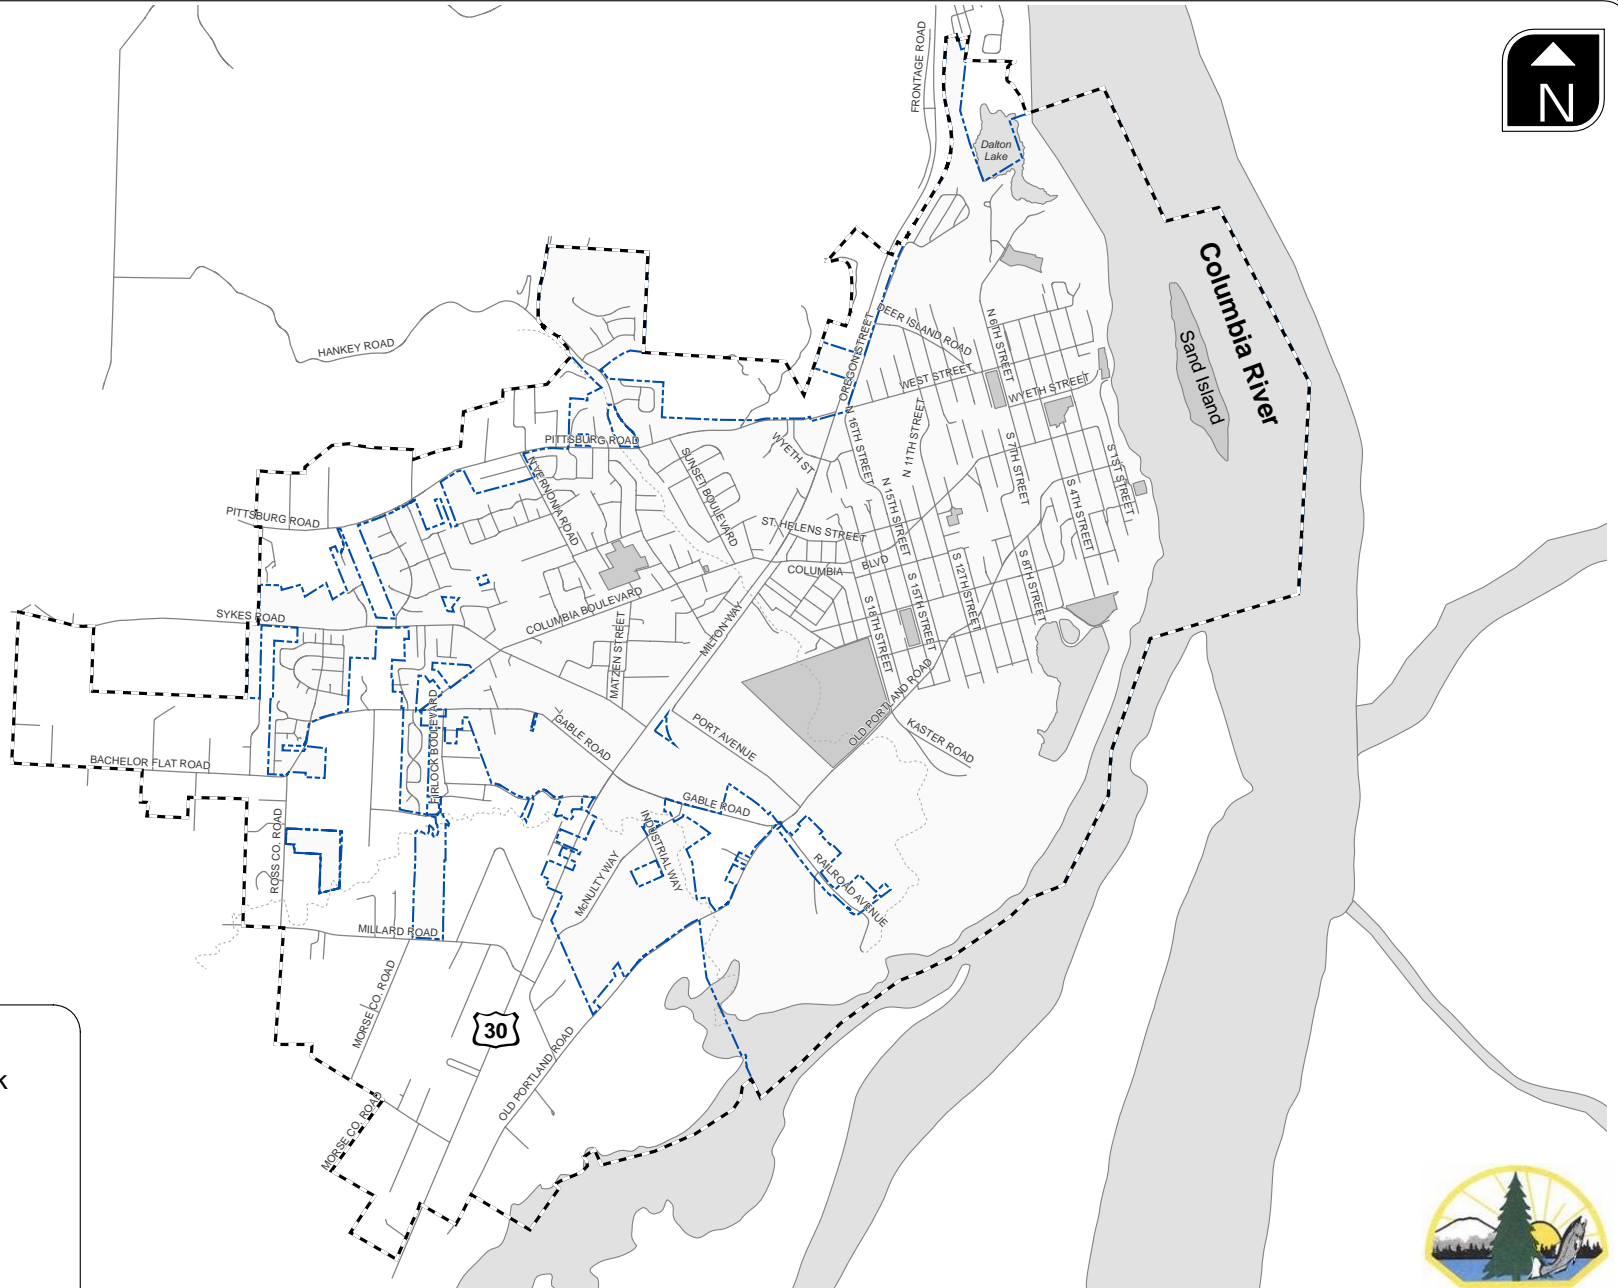 FRONTAGE ROAD
N
Dalton
Lake
Columbia River
Sand Island
HANKEY ROAD
OREGON STREET
DEER ISLAND ROAD
N 6TH STREET
WEST STREET
WYETH STREET
PITTSBURG ROAD
WYETH ST
N 16TH STREET
N 11TH STREET
S 7TH STREET
S 1ST STREET
SUNSET BOULEVARD
N VERNONIA ROAD
N 15TH STREET
S 4TH STREET
PITTSBURG ROAD
ST. HELENS STREET
COLUMBIA BLVD
S 12TH STREET
S 8TH STREET
S 15TH STREET
S 18TH STREET
SYKES ROAD
COLUMBIA BOULEVARD
MATZEN STREET
MILTON WAY
OLD PORTLAND ROAD
KASTER ROAD
PORT AVENUE
GABLE ROAD
FIRLOCK BOULEVARD
BACHELOR FLAT ROAD
GABLE ROAD
ROSS CO. ROAD
INDUSTRIAL WAY
McNULTY WAY
RAILROAD AVENUE
MILLARD ROAD
MORSE CO. ROAD
30
OLD PORTLAND ROAD
MORSE CO. ROAD
K